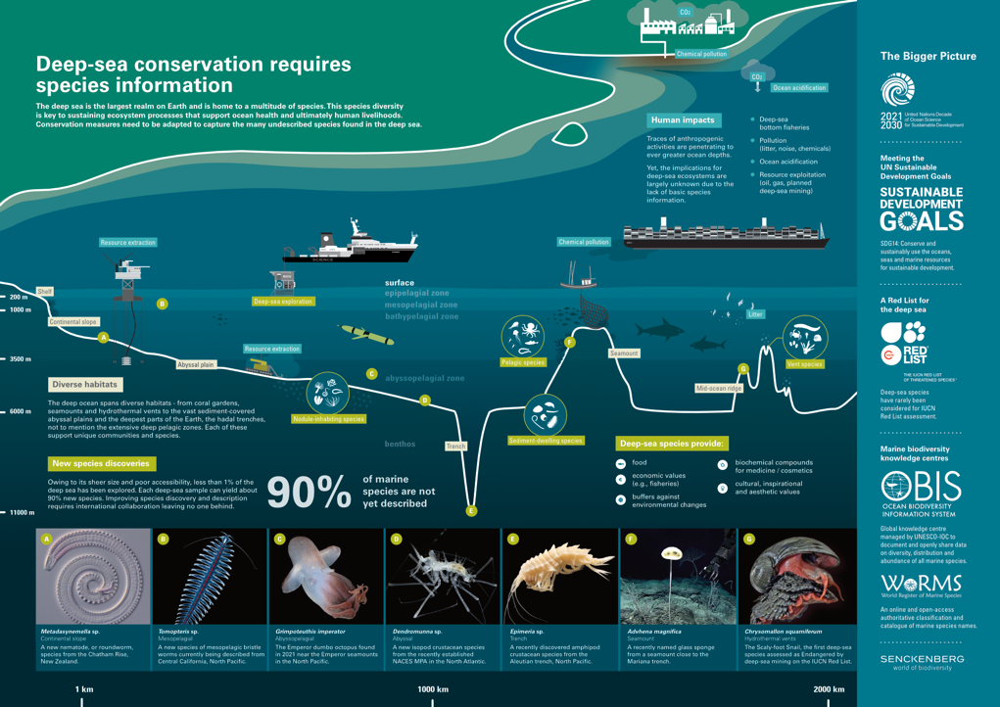 Deep-sea conservation requires
species information
The deep sea is the largest realm on Earth and is home to a multitude of species. This species diversity
is key to sustaining ecosystem processes that support ocean health and ultimately human livelihoods.
Conservation measures need to be adapted to capture the many undescribed species found in the deep sea.
CO₂
Chemical pollution
CO₂
Ocean acidification
Human impacts
Traces of anthropogenic
activities are penetrating to
ever greater ocean depths.
Yet, the implications for
deep-sea ecosystems are
largely unknown due to the
lack of basic species
information.
Deep-sea
bottom fisheries
Pollution
(litter, noise, chemicals)
Ocean acidification
Resource exploitation
(oil, gas, planned
deep-sea mining)
Resource extraction
Chemical pollution
Deep-sea exploration
surface
epipelagial zone
mesopelagial zone
bathypelagial zone
abyssopelagial zone
benthos
Shelf
200 m
1000 m
3500 m
6000 m
11000 m
Continental slope
A
B
C
D
E
F
G
Abyssal plain
Resource extraction
Nodule-inhabiting species
Pelagic species
Sediment-dwelling species
Seamount
Litter
Vent species
Mid-ocean ridge
Trench
Diverse habitats
The deep ocean spans diverse habitats - from coral gardens,
seamounts and hydrothermal vents to the vast sediment-covered
abyssal plains and the deepest parts of the Earth, the hadal trenches,
not to mention the extensive deep pelagic zones. Each of these
support unique communities and species.
New species discoveries
Owing to its sheer size and poor accessibility, less than 1% of the
deep sea has been explored. Each deep-sea sample can yield about
90% new species. Improving species discovery and description
requires international collaboration leaving no one behind.
90%
of marine
species are not
yet described
Deep-sea species provide:
food
economic values
(e.g., fisheries)
buffers against
environmental changes
biochemical compounds
for medicine / cosmetics
cultural, inspirational
and aesthetic values
A
Metadasynemella sp.
Continental slope
A new nematode, or roundworm,
species from the Chatham Rise,
New Zealand.
B
Tomopteris sp.
Mesopelagial
A new species of mesopelagic bristle
worms currently being described from
Central California, North Pacific.
C
Grimpoteuthis imperator
Abyssopelagial
The Emperor dumbo octopus found
in 2021 near the Emperor seamounts
in the North Pacific.
D
Dendromunna sp.
Abyssal
A new isopod crustacean species
from the recently established
NACES MPA in the North Atlantic.
E
Epimeria sp.
Trench
A recently discovered amphipod
crustacean species from the
Aleutian trench, North Pacific.
F
Advhena magnifica
Seamount
A recently named glass sponge
from a seamount close to the
Mariana trench.
G
Chrysomallon squamiferum
Hydrothermal vents
The Scaly-foot Snail, the first deep-sea
species assessed as Endangered by
deep-sea mining on the IUCN Red List.
1 km
1000 km
2000 km
The Bigger Picture
2021
2030
United Nations Decade
of Ocean Science
for Sustainable Development
Meeting the
UN Sustainable
Development Goals
SUSTAINABLE
DEVELOPMENT
GOALS
SDG14: Conserve and
sustainably use the oceans,
seas and marine resources
for sustainable development.
A Red List for
the deep sea
RED
LIST
THE IUCN RED LIST
OF THREATENED SPECIES™
Deep-sea species
have rarely been
considered for IUCN
Red List assessment.
Marine biodiversity
knowledge centres
OBIS
OCEAN BIODIVERSITY
INFORMATION SYSTEM
Global knowledge centre
managed by UNESCO-IOC to
document and openly share data
on diversity, distribution and
abundance of all marine species.
WoRMS
World Register of Marine Species
An online and open-access
authoritative classification and
catalogue of marine species names.
SENCKENBERG
world of biodiversity